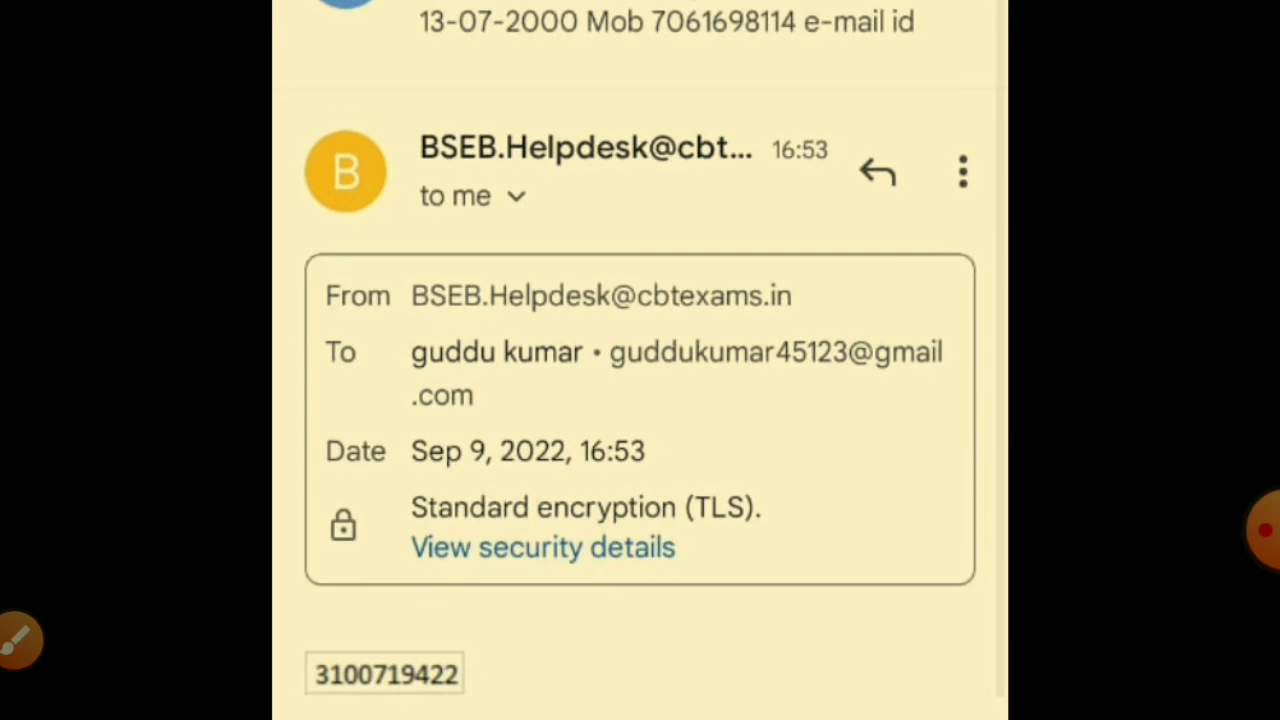 13-07-2000 Mob 7061698114 e-mail id
B
BSEB.Helpdesk@cbt... 16:53
to me
From BSEB.Helpdesk@cbtexams.in
To guddu kumar • guddukumar45123@gmail
.com
Date Sep 9, 2022, 16:53
Standard encryption (TLS).
View security details
3100719422